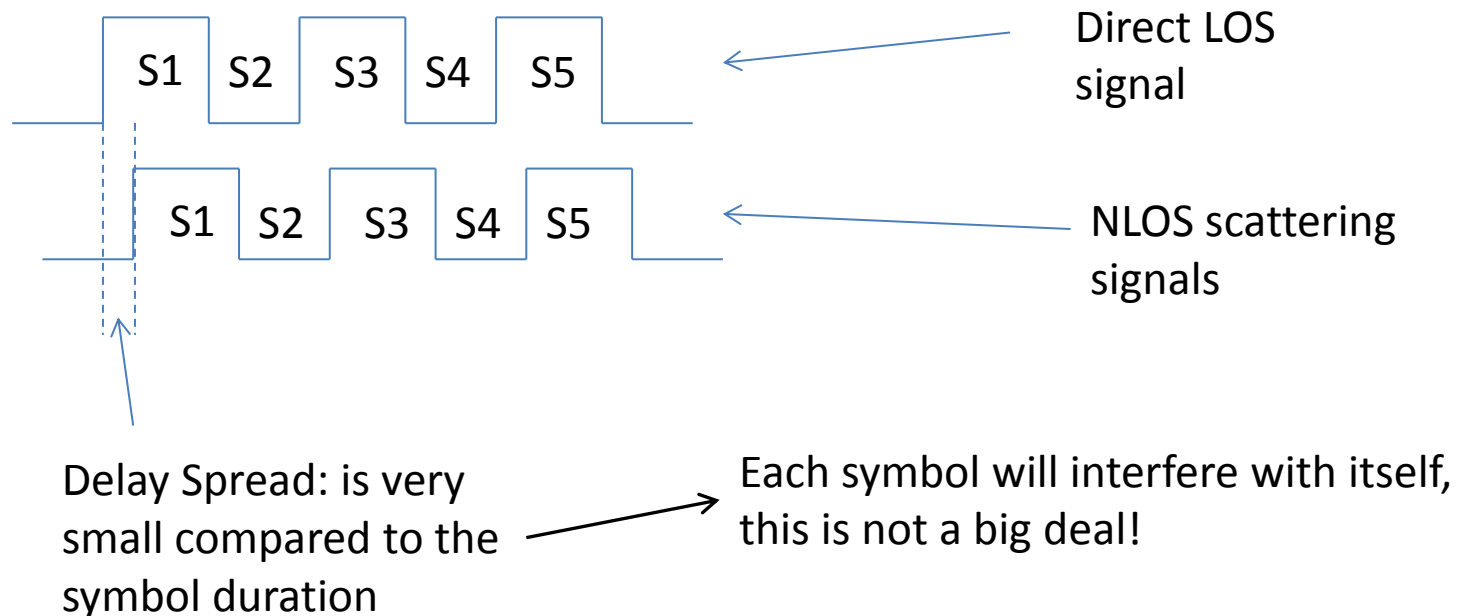 S1 S2 S3 S4 S5
Direct LOS
signal
S1 S2 S3 S4 S5
NLOS scattering
signals
Delay Spread: is very
small compared to the
symbol duration
Each symbol will interfere with itself,
this is not a big deal!